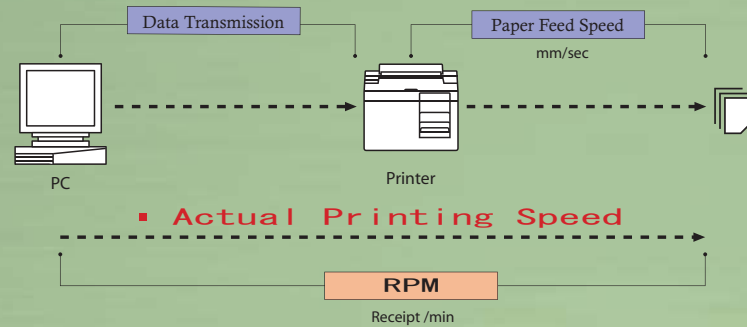 Data Transmission
Paper Feed Speed
mm/sec
PC
Printer
▪ Actual Printing Speed
RPM
Receipt /min